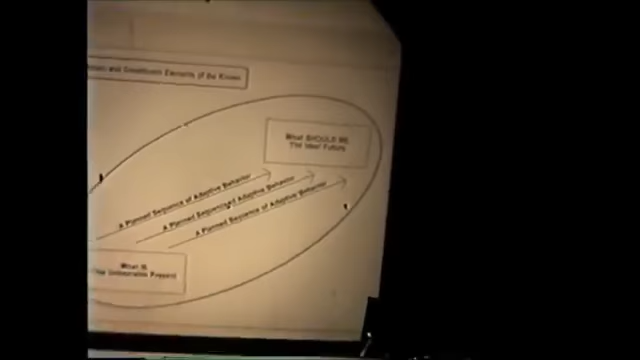 and Constituent Elements of the Known
What SHOULD BE
The Ideal Future
A Planned Sequence of Adaptive Behavior
A Planned Sequence of Adaptive Behavior
A Planned Sequence of Adaptive Behavior
What IS
The Present